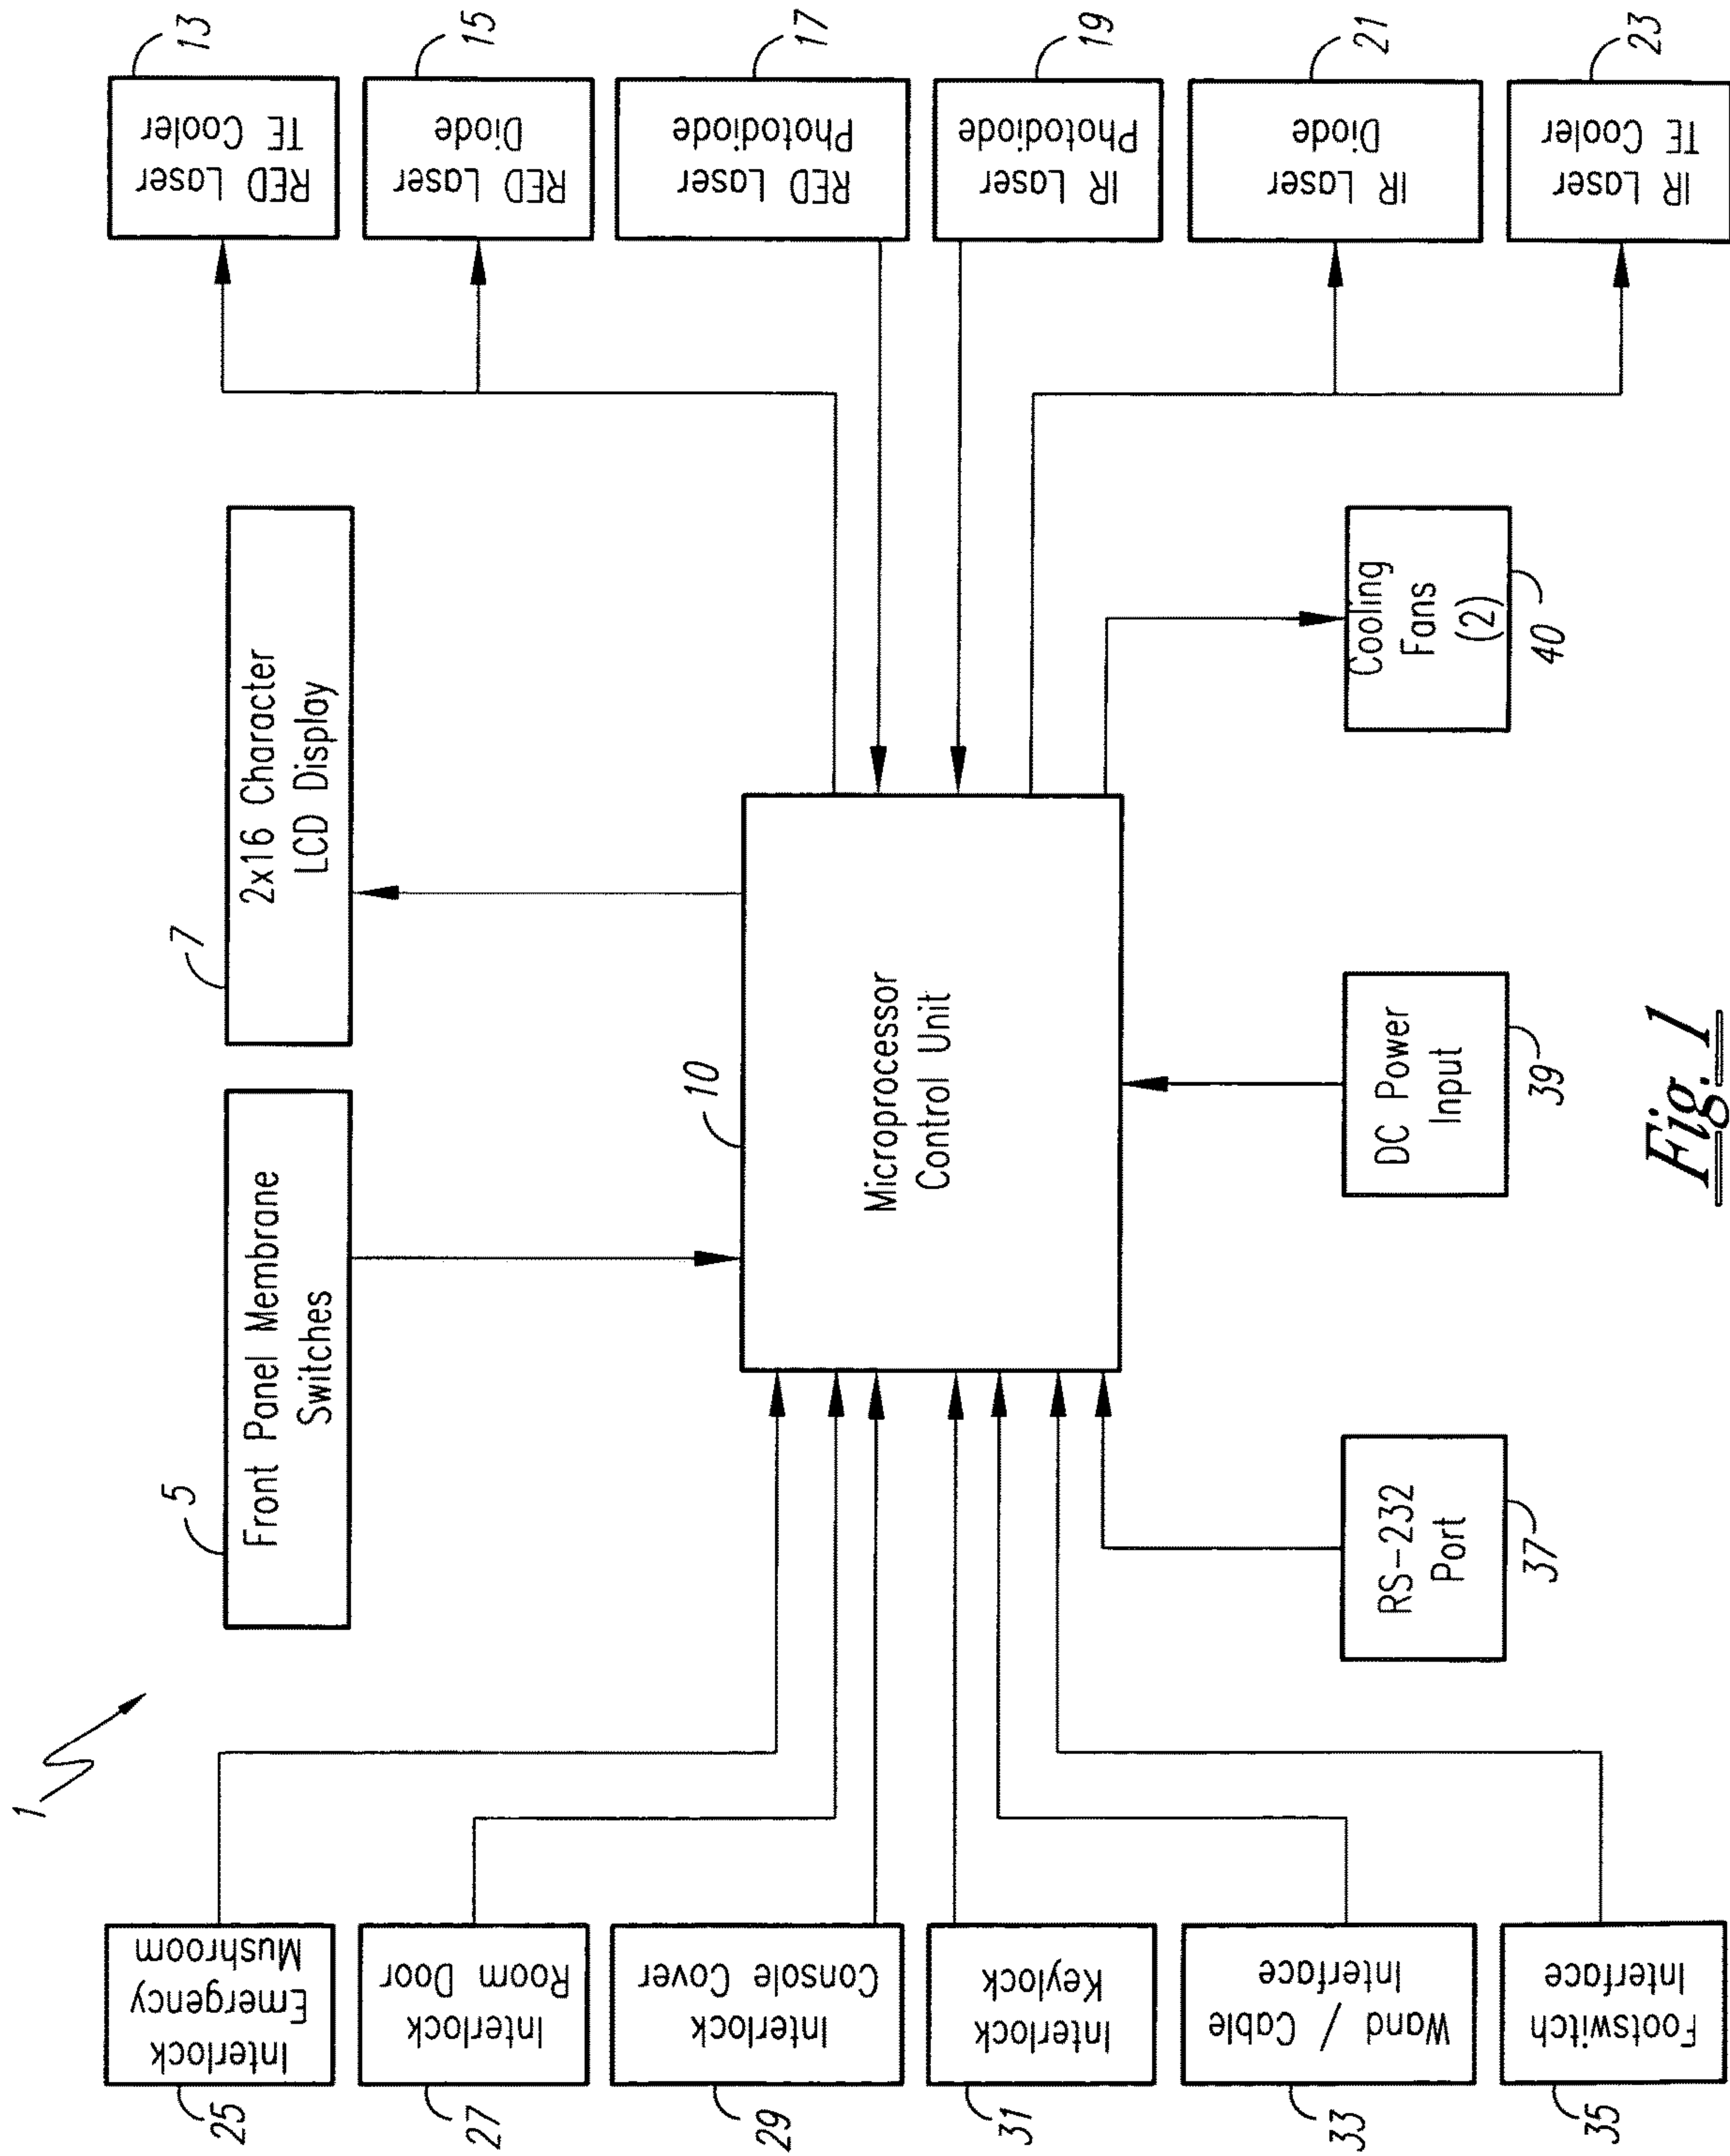 1
5
Front Panel Membrane
Switches
7
2x16 Character
LCD Display
10
Microprocessor
Control Unit
25
Interlock
Emergency
Mushroom
27
Interlock
Room Door
29
Interlock
Console Cover
31
Interlock
Keylock
33
Wand / Cable
Interface
35
Footswitch
Interface
RED Laser
TE Cooler
13
RED Laser
Diode
15
RED Laser
Photodiode
17
IR Laser
Photodiode
19
IR Laser
Diode
21
IR Laser
TE Cooler
23
RS-232
Port
37
DC Power
Input
39
Cooling
Fans
(2)
40
Fig. 1